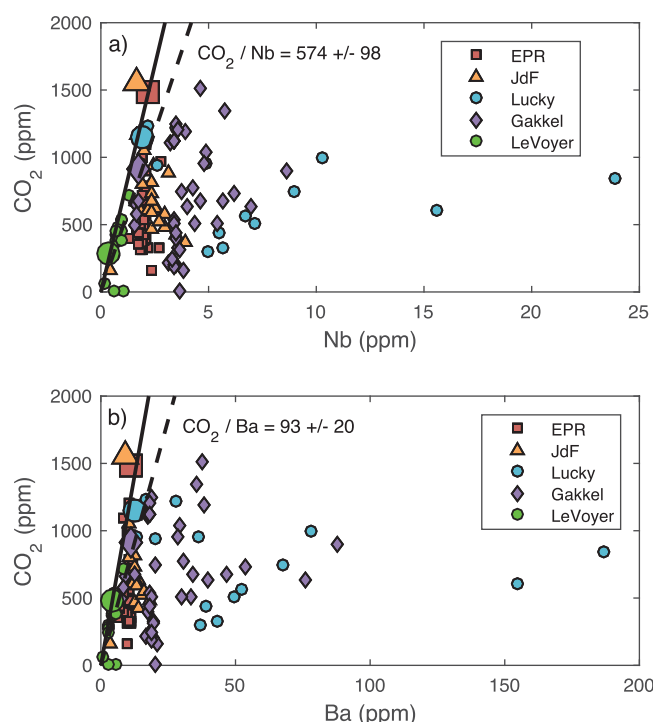 2000
a)
CO2 / Nb = 574 +/- 98
EPR
JdF
Lucky
Gakkel
LeVoyer
1500
1000
500
0
CO2 (ppm)
0 5 10 15 20 25
Nb (ppm)
2000
b)
CO2 / Ba = 93 +/- 20
EPR
JdF
Lucky
Gakkel
LeVoyer
1500
1000
500
0
CO2 (ppm)
0 50 100 150 200
Ba (ppm)